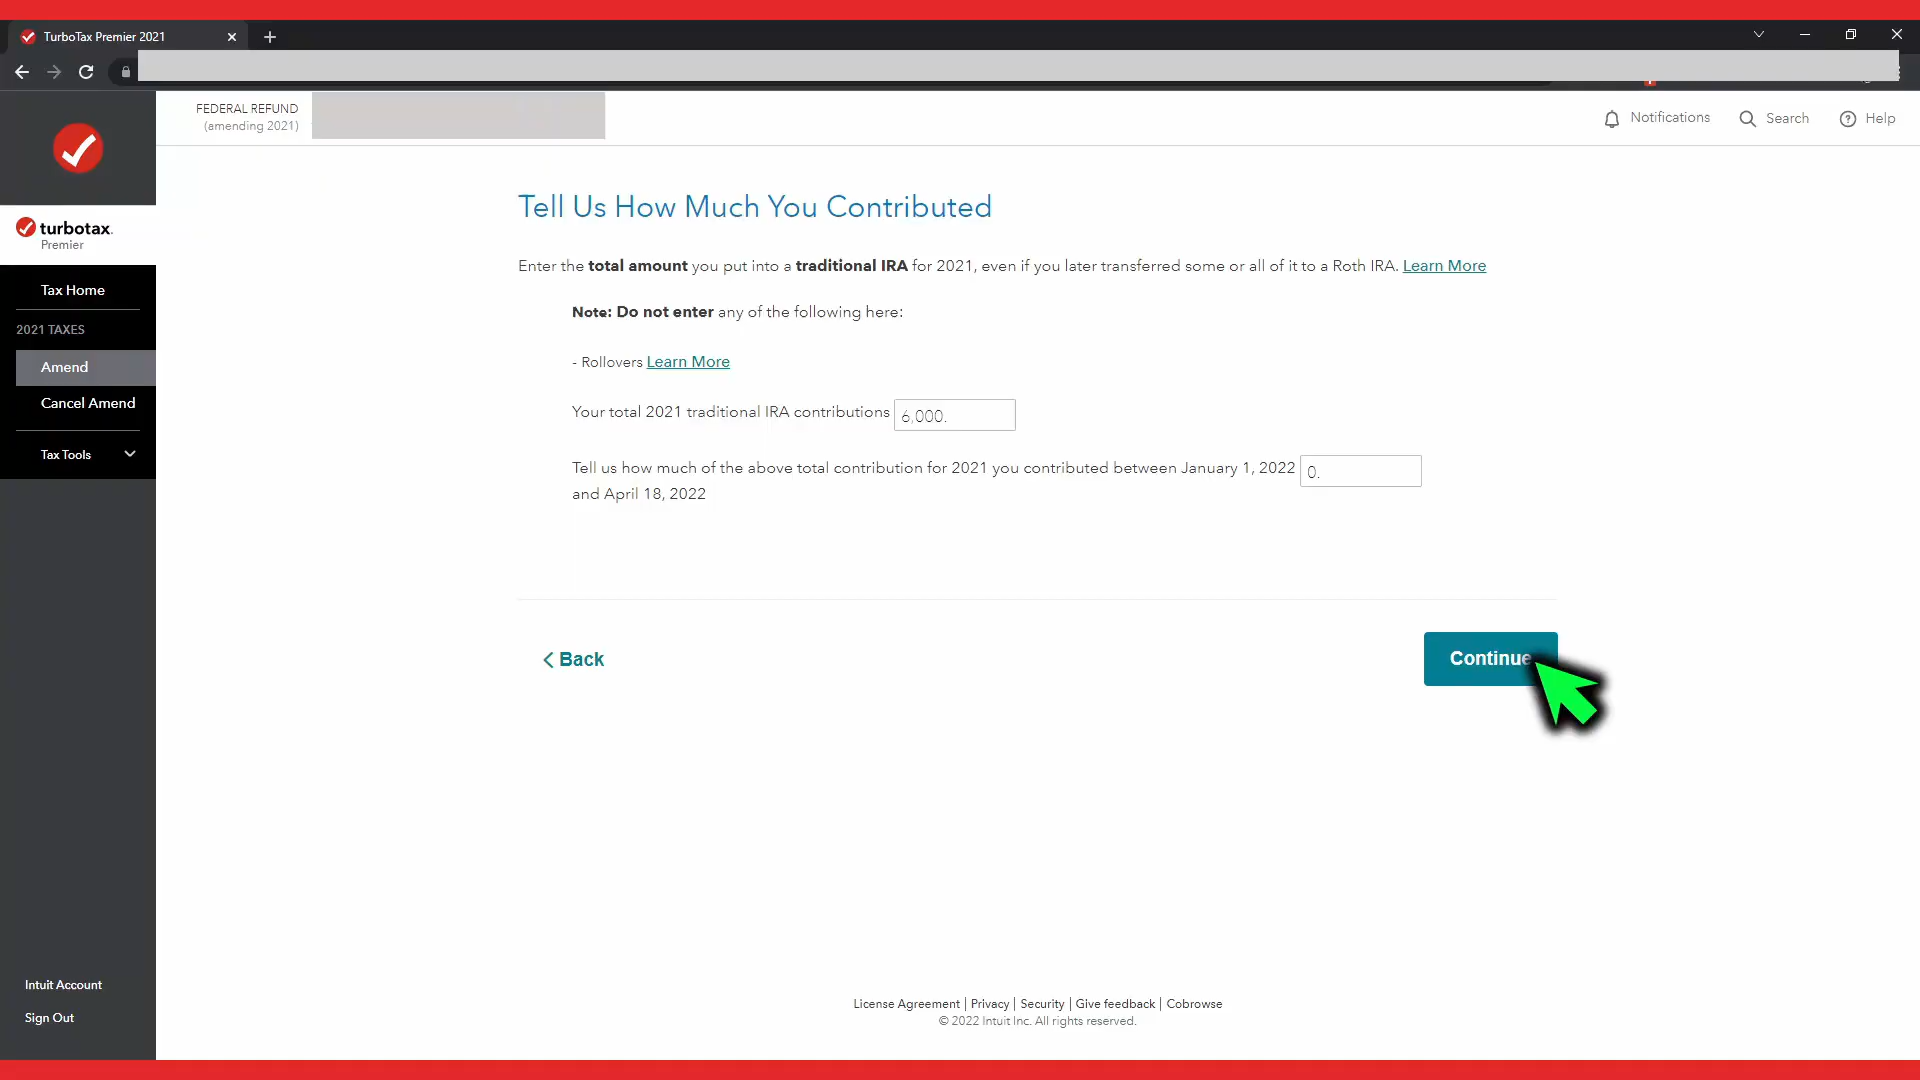 TurboTax Premier 2021
FEDERAL REFUND
(amending 2021)
Notifications
Search
Help
turbotax.
Premier
Tax Home
2021 TAXES
Amend
Cancel Amend
Tax Tools
Intuit Account
Sign Out
Tell Us How Much You Contributed
Enter the total amount you put into a traditional IRA for 2021, even if you later transferred some or all of it to a Roth IRA. Learn More
Note: Do not enter any of the following here:
- Rollovers Learn More
Your total 2021 traditional IRA contributions 6,000.
Tell us how much of the above total contribution for 2021 you contributed between January 1, 2022 0.
and April 18, 2022
Back
Continue
License Agreement | Privacy | Security | Give feedback | Cobrowse
© 2022 Intuit Inc. All rights reserved.